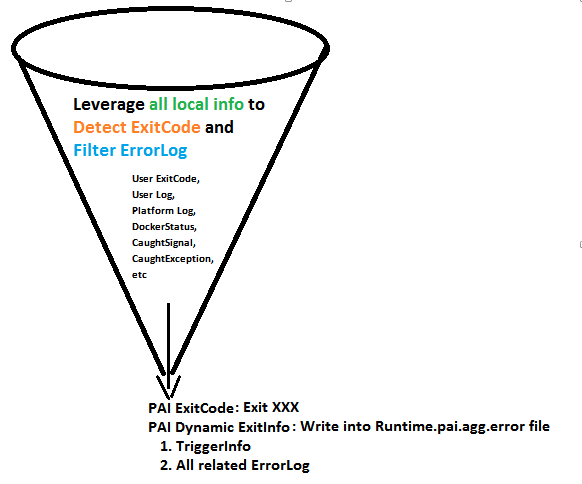 Leverage all local info to
Detect ExitCode and
Filter ErrorLog
User ExitCode,
User Log,
Platform Log,
DockerStatus,
CaughtSignal,
CaughtException,
etc
PAI ExitCode: Exit XXX
PAI Dynamic ExitInfo: Write into Runtime.pai.agg.error file
1. TriggerInfo
2. All related ErrorLog